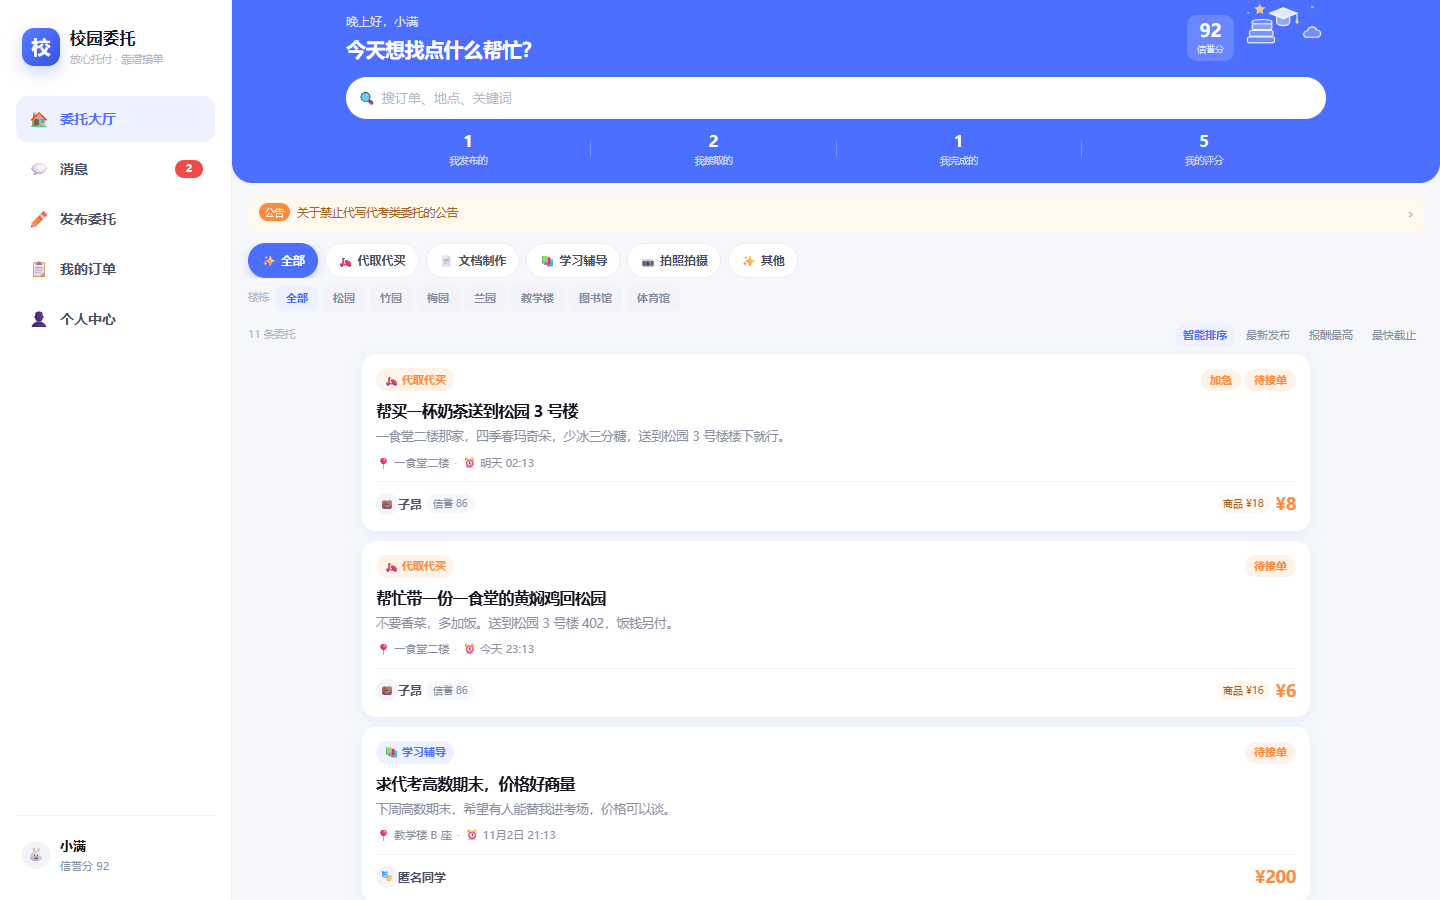 校
校园委托
放心托付 · 靠谱接单
委托大厅
消息
2
发布委托
我的订单
个人中心
小满
信誉分 92
晚上好，小满
今天想找点什么帮忙？
92
信誉分
搜订单、地点、关键词
1
我发布的
2
我接取的
1
我完成的
5
我的评分
公告 关于禁止代写代考类委托的公告 ›
全部 代取代买 文档制作 学习辅导 拍照拍摄 其他
楼栋 全部 松园 竹园 梅园 兰园 教学楼 图书馆 体育馆
11 条委托
智能排序 最新发布 报酬最高 最快截止
代取代买 加急 待接单
帮买一杯奶茶送到松园 3 号楼
一食堂二楼那家，四季春玛奇朵，少冰三分糖，送到松园 3 号楼楼下就行。
一食堂二楼 · 明天 02:13
子昂 信誉 86 商品 ¥18 ¥8
代取代买 待接单
帮忙带一份一食堂的黄焖鸡回松园
不要香菜，多加饭。送到松园 3 号楼 402，饭钱另付。
一食堂二楼 · 今天 23:13
子昂 信誉 86 商品 ¥16 ¥6
学习辅导 待接单
求代考高数期末，价格好商量
下周高数期末，希望有人能替我进考场，价格可以谈。
教学楼 B 座 · 11月2日 21:13
匿名同学 ¥200